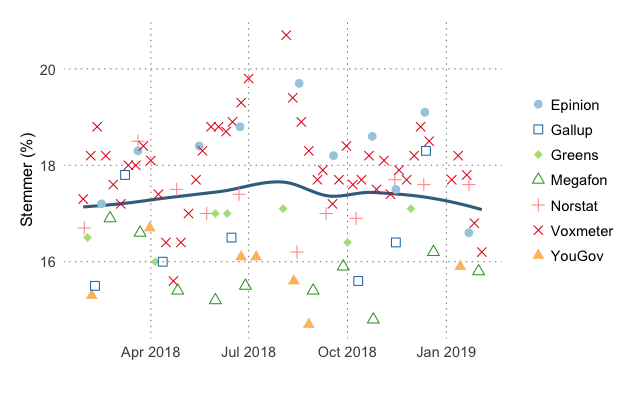 Stemmer (%)
20
18
16
Apr 2018
Jul 2018
Oct 2018
Jan 2019
Epinion
Gallup
Greens
Megafon
Norstat
Voxmeter
YouGov